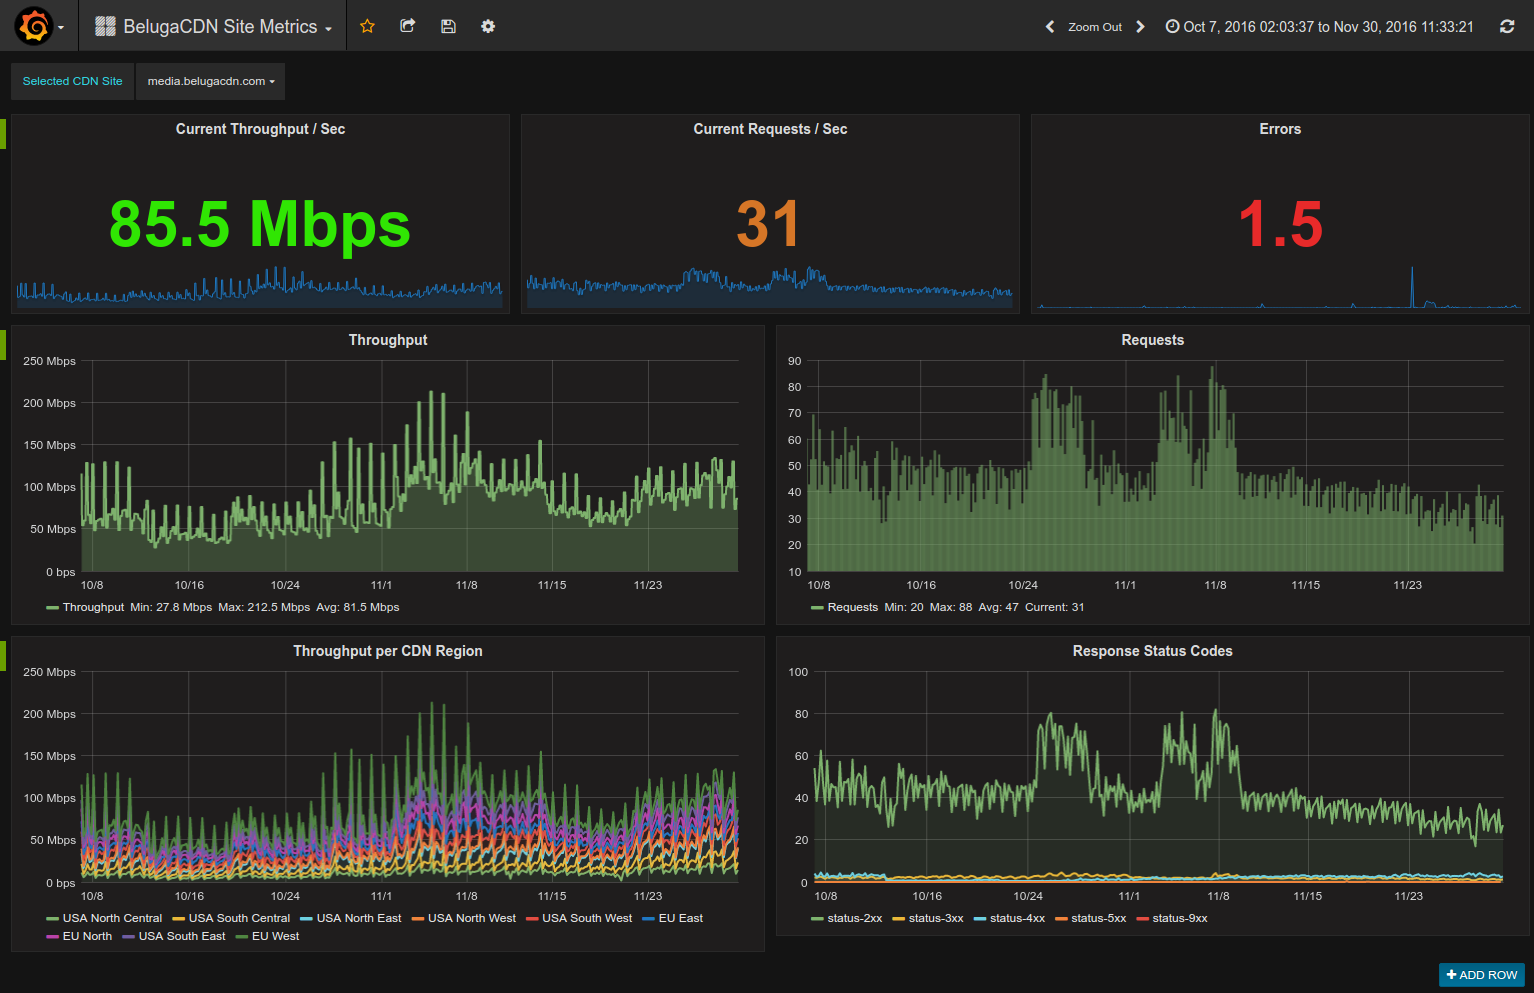 BelugaCDN Site Metrics
Zoom Out
Oct 7, 2016 02:03:37 to Nov 30, 2016 11:33:21
Selected CDN Site
media.belugacdn.com
Current Throughput / Sec
85.5 Mbps
Current Requests / Sec
31
Errors
1.5
Throughput
250 Mbps
200 Mbps
150 Mbps
100 Mbps
50 Mbps
0 bps
10/8 10/16 10/24 11/1 11/8 11/15 11/23
Throughput Min: 27.8 Mbps Max: 212.5 Mbps Avg: 81.5 Mbps
Requests
90
80
70
60
50
40
30
20
10
10/8 10/16 10/24 11/1 11/8 11/15 11/23
Requests Min: 20 Max: 88 Avg: 47 Current: 31
Throughput per CDN Region
250 Mbps
200 Mbps
150 Mbps
100 Mbps
50 Mbps
0 bps
10/8 10/16 10/24 11/1 11/8 11/15 11/23
USA North Central USA South Central USA North East USA North West USA South West EU East
EU North USA South East EU West
Response Status Codes
100
80
60
40
20
0
10/8 10/16 10/24 11/1 11/8 11/15 11/23
status-2xx status-3xx status-4xx status-5xx status-9xx
ADD ROW